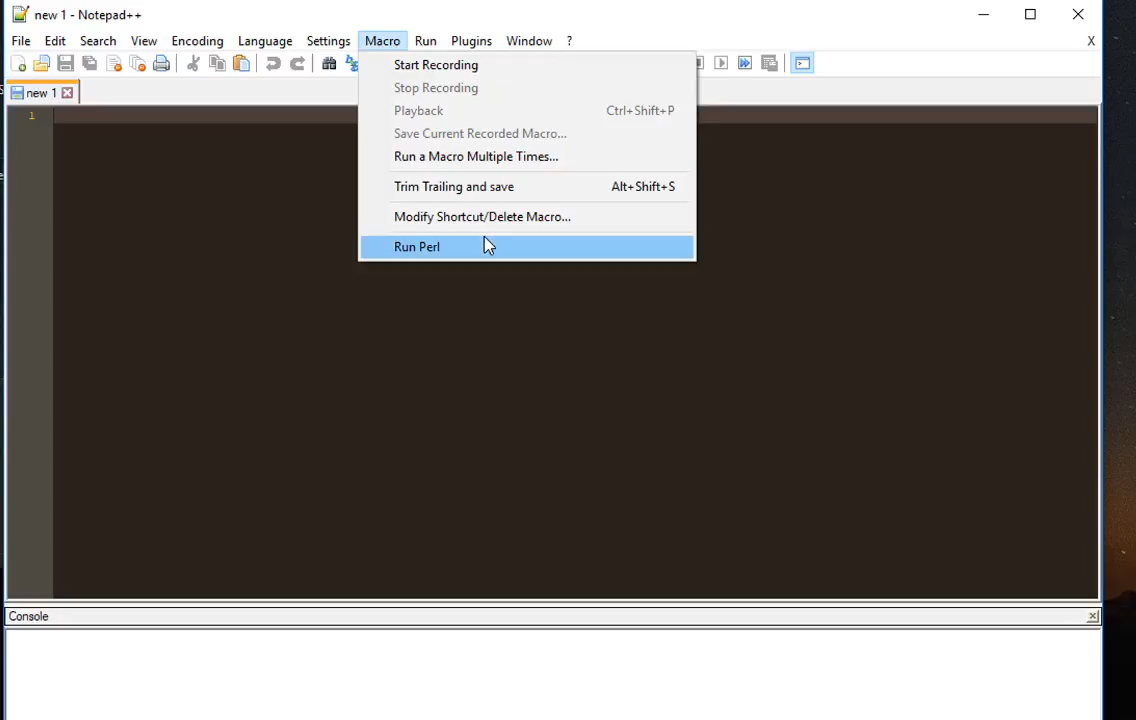 new 1 - Notepad++
File Edit Search View Encoding Language Settings Macro Run Plugins Window ? X
new 1
1
Start Recording
Stop Recording
Playback Ctrl+Shift+P
Save Current Recorded Macro...
Run a Macro Multiple Times...
Trim Trailing and save Alt+Shift+S
Modify Shortcut/Delete Macro...
Run Perl
Console